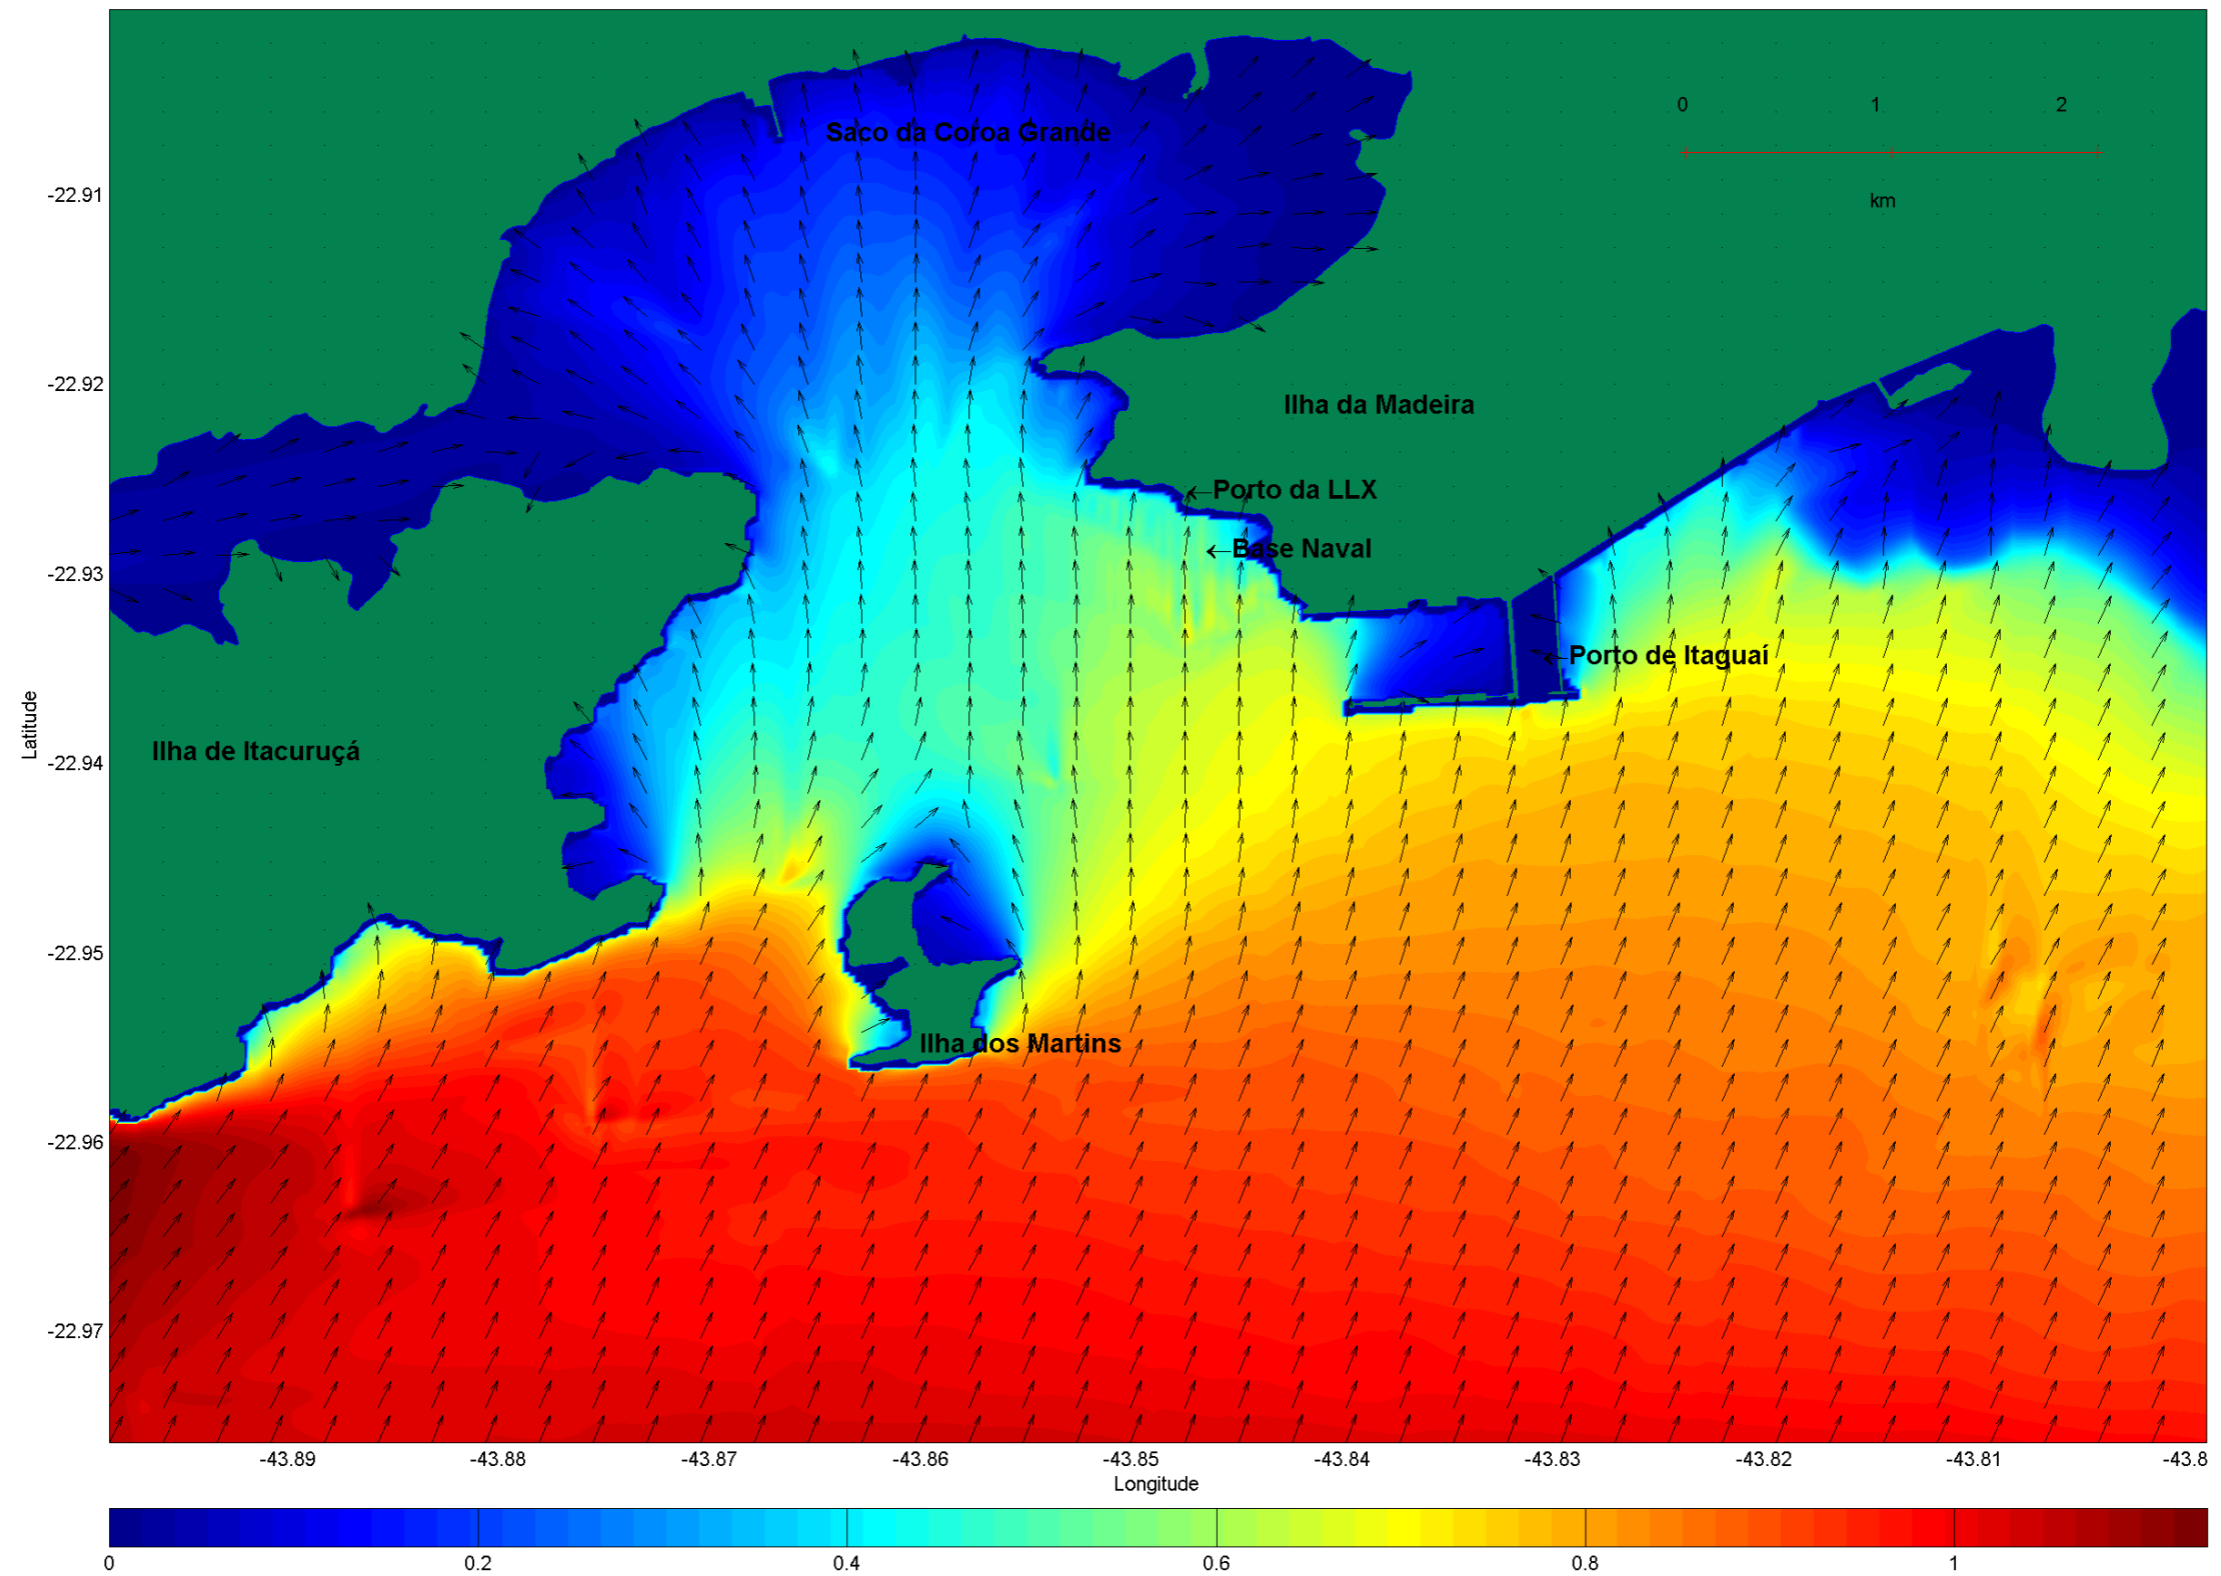 0 1 2
Saco da Coroa Grande
-22.91
km
-22.92
Ilha da Madeira
←Porto da LLX
←Base Naval
-22.93
←Porto de Itaguaí
Latitude
Ilha de Itacuruçá
-22.94
-22.95
Ilha dos Martins
-22.96
-22.97
-43.89 -43.88 -43.87 -43.86 -43.85 -43.84 -43.83 -43.82 -43.81 -43.8
Longitude
0 0.2 0.4 0.6 0.8 1